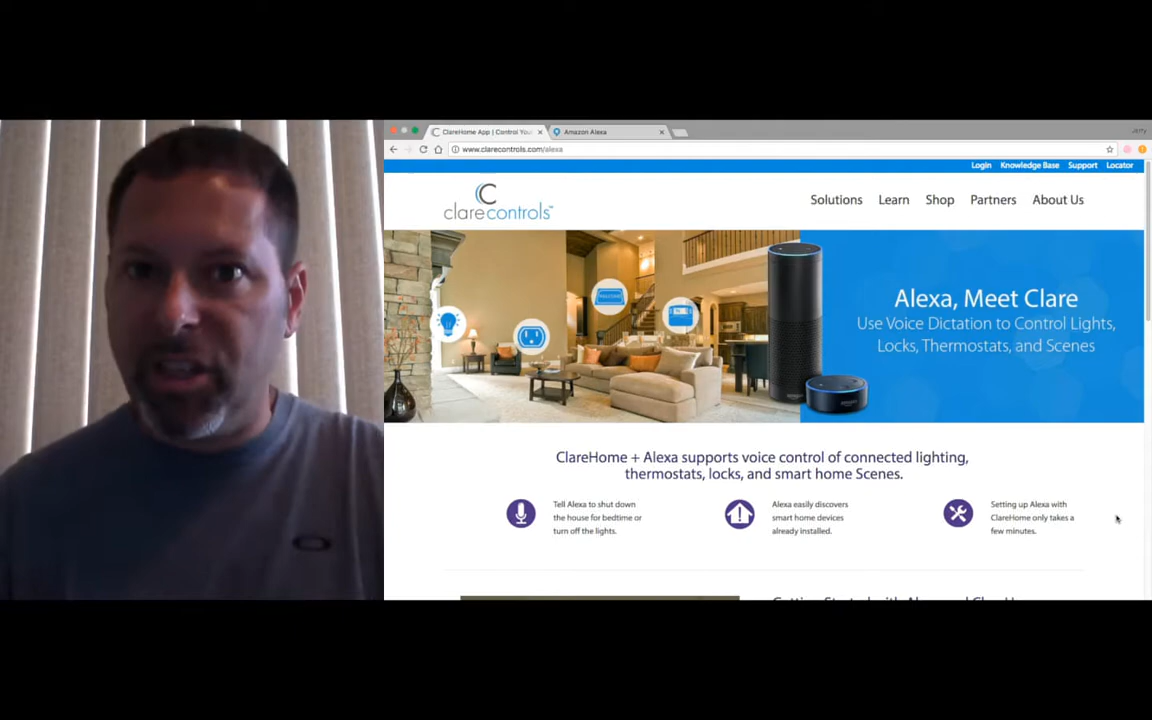 ClareHome App | Control You
Amazon Alexa
www.clarecontrols.com/alexa
Login Knowledge Base Support Locator
clarecontrols™
Solutions Learn Shop Partners About Us
Alexa, Meet Clare
Use Voice Dictation to Control Lights,
Locks, Thermostats, and Scenes
ClareHome + Alexa supports voice control of connected lighting,
thermostats, locks, and smart home Scenes.
Tell Alexa to shut down
the house for bedtime or
turn off the lights.
Alexa easily discovers
smart home devices
already installed.
Setting up Alexa with
ClareHome only takes a
few minutes.